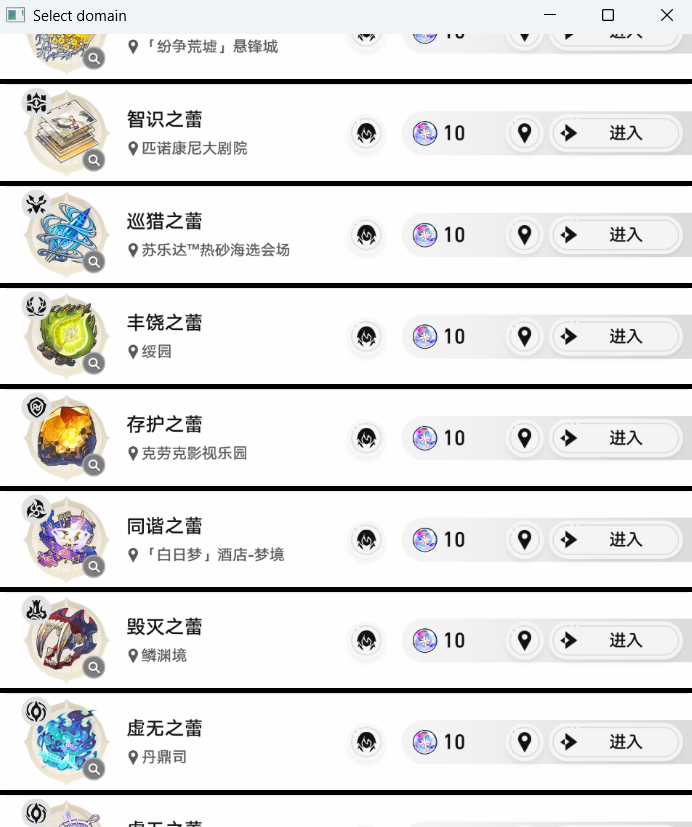 Select domain
「纷争荒墟」悬锋城
10
进入
智识之蕾
匹诺康尼大剧院
10
进入
巡猎之蕾
苏乐达™热砂海选会场
10
进入
丰饶之蕾
绥园
10
进入
存护之蕾
克劳克影视乐园
10
进入
同谐之蕾
「白日梦」酒店-梦境
10
进入
毁灭之蕾
鳞渊境
10
进入
虚无之蕾
丹鼎司
10
进入
虚无之蕾